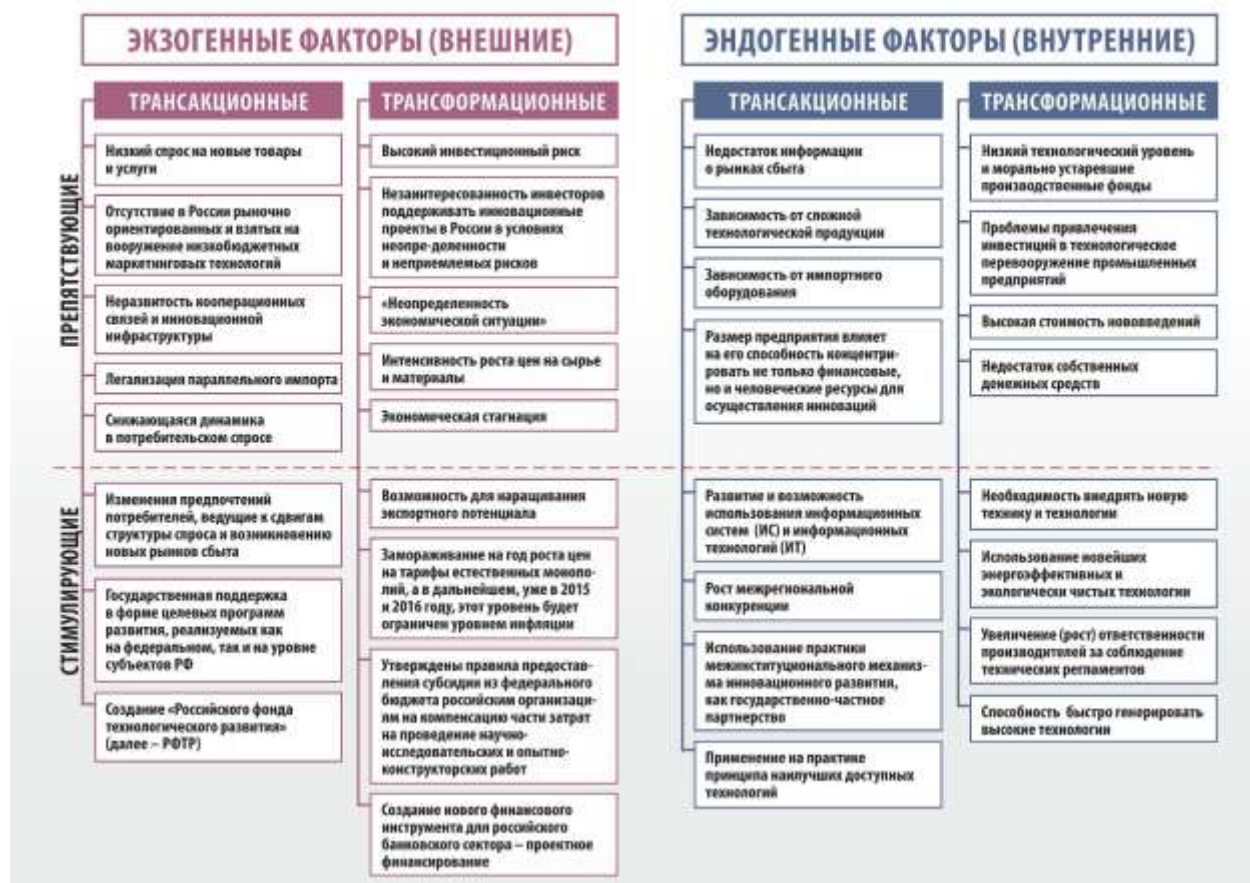 ЭКЗОГЕННЫЕ ФАКТОРЫ (ВНЕШНИЕ)
ТРАНСАКЦИОННЫЕ
ПРЕПЯТСТВУЮЩИЕ
Низкий спрос на новые товары
и услуги
Отсутствие в России рыночно
ориентированных и взятых на
вооружение низкобюджетных
маркетинговых технологий
Неразвитость кооперационных
связей и инновационной
инфраструктуры
Легализация параллельного импорта
Снижающаяся динамика
в потребительском спросе
СТИМУЛИРУЮЩИЕ
Изменения предпочтений
потребителей, ведущие к сдвигам
структуры спроса и возникновению
новых рынков сбыта
Государственная поддержка
в форме целевых программ
развития, реализуемых как
на федеральном, так и на уровне
субъектов РФ
Создание «Российского фонда
технологического развития»
(далее – РФТР)
ТРАНСФОРМАЦИОННЫЕ
Высокий инвестиционный риск
Незаинтересованность инвесторов
поддерживать инновационные
проекты в России в условиях
неопре-деленности
и неприемлемых рисков
«Неопределенность
экономической ситуации»
Интенсивность роста цен на сырье
и материалы
Экономическая стагнация
Возможность для наращивания
экспортного потенциала
Замораживание на год роста цен
на тарифы естественных монопо-
лий, а в дальнейшем, уже в 2015
и 2016 году, этот уровень будет
ограничен уровнем инфляции
Утверждены правила предостав-
ления субсидии из федерального
бюджета российским организаци-
ям на компенсацию части затрат
на проведение научно-
исследовательских и опытно-
конструкторских работ
Создание нового финансового
инструмента для российского
банковского сектора – проектное
финансирование
ЭНДОГЕННЫЕ ФАКТОРЫ (ВНУТРЕННИЕ)
ТРАНСАКЦИОННЫЕ
Недостаток информации
о рынках сбыта
Зависимость от сложной
технологической продукции
Зависимость от импортного
оборудования
Размер предприятия влияет
на его способность концентри-
ровать не только финансовые,
но и человеческие ресурсы для
осуществления инноваций
Развитие и возможность
использования информационных
систем (ИС) и информационных
технологий (ИТ)
Рост межрегиональной
конкуренции
Использование практики
межинституционального механиз-
ма инновационного развития,
как государственно-частное
партнерство
Применение на практике
принципа наилучших доступных
технологий
ТРАНСФОРМАЦИОННЫЕ
Низкий технологический уровень
и морально устаревшие
производственные фонды
Проблемы привлечения
инвестиций в технологическое
перевооружение промышленных
предприятий
Высокая стоимость нововведений
Недостаток собственных
денежных средств
Необходимость внедрять новую
технику и технологии
Использование новейших
энергоэффективных и
экологически чистых технологии
Увеличение (рост) ответственности
производителей за соблюдение
технических регламентов
Способность быстро генерировать
высокие технологии